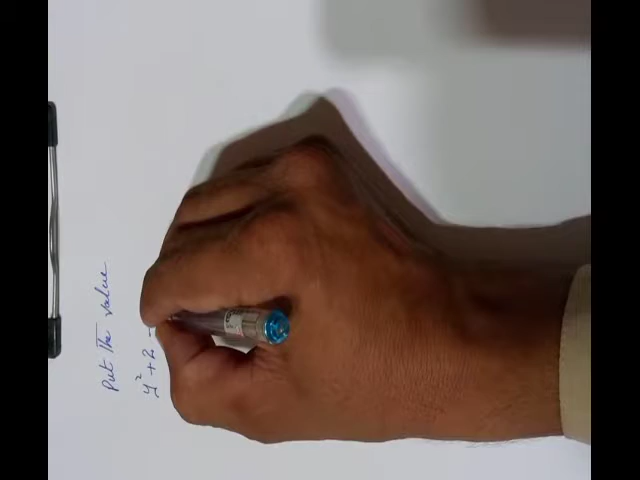 Put The value
y² + 2 -